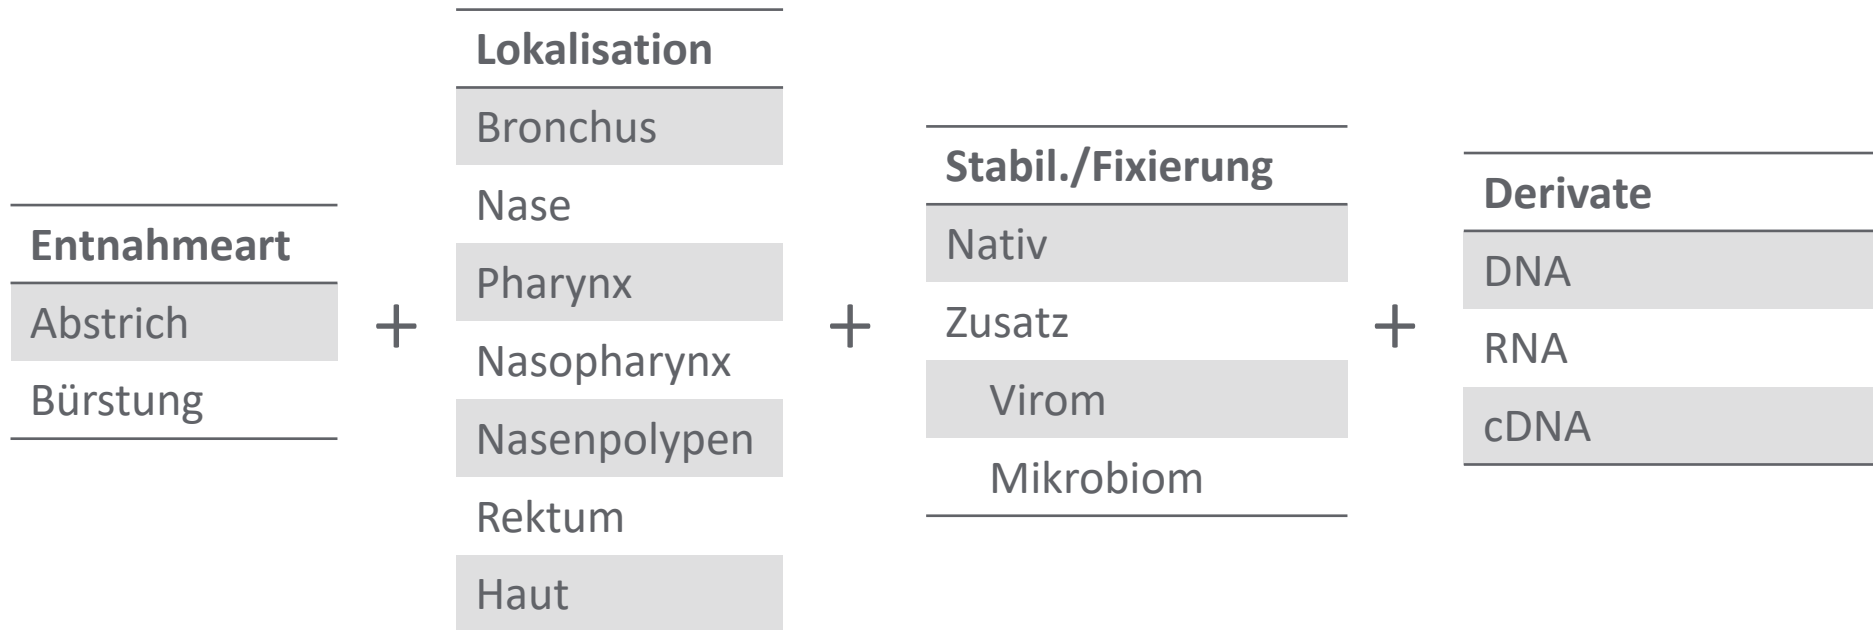 Entnahmeart
Abstrich
Bürstung
+
Lokalisation
Bronchus
Nase
Pharynx
Nasopharynx
Nasenpolypen
Rektum
Haut
+
Stabil./Fixierung
Nativ
Zusatz
Virom
Mikrobiom
+
Derivate
DNA
RNA
cDNA